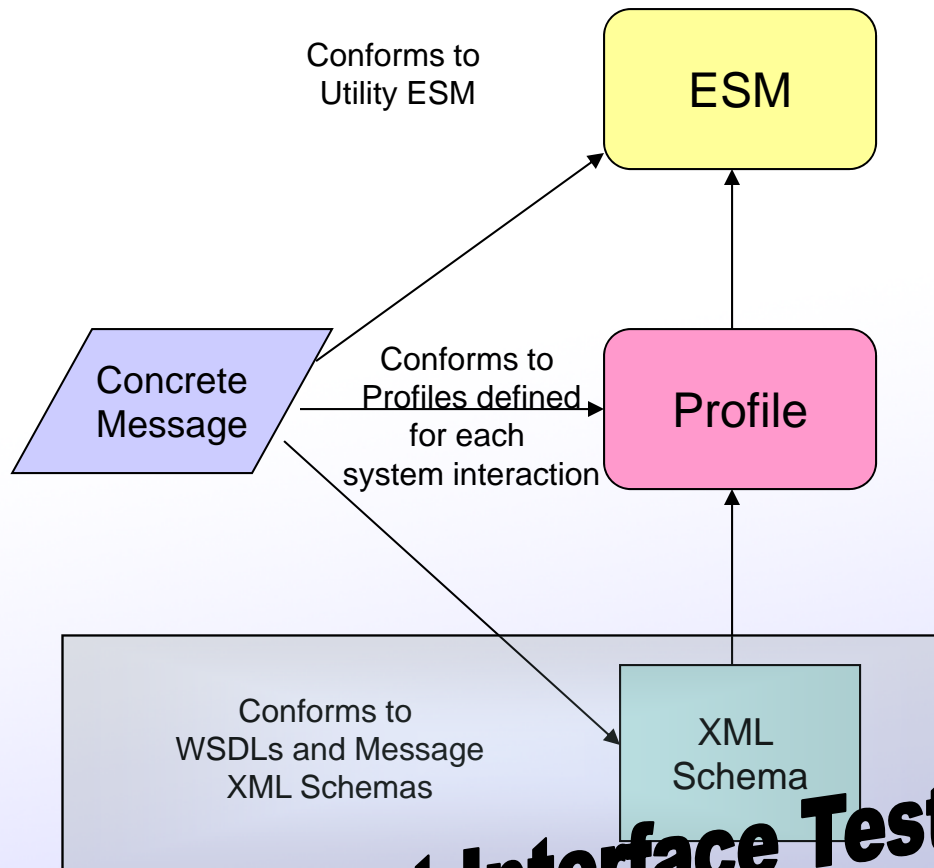 Conforms to
Utility ESM
ESM
Concrete
Message
Conforms to
Profiles defined
for each
system interaction
Profile
Conforms to
WSDLs and Message
XML Schemas
XML
Schema
Interface Test